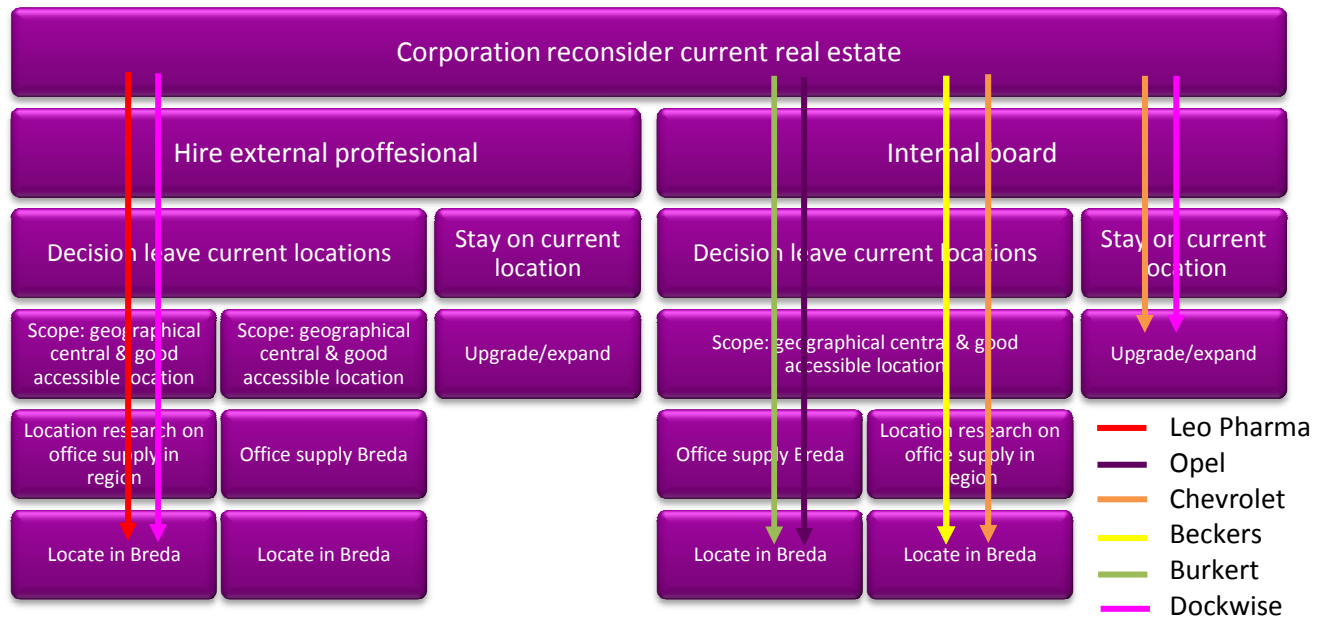 Corporation reconsider current real estate
Hire external proffesional
Internal board
Decision leave current locations
Stay on current
location
Decision leave current locations
Stay on current
location
Scope: geographical
central & good
accessible location
Scope: geographical
central & good
accessible location
Upgrade/expand
Scope: geographical central & good
accessible location
Upgrade/expand
Location research on
office supply in
region
Office supply Breda
Office supply Breda
Location research on
office supply in
region
Locate in Breda
Locate in Breda
Locate in Breda
Locate in Breda
Leo Pharma
Opel
Chevrolet
Beckers
Burkert
Dockwise